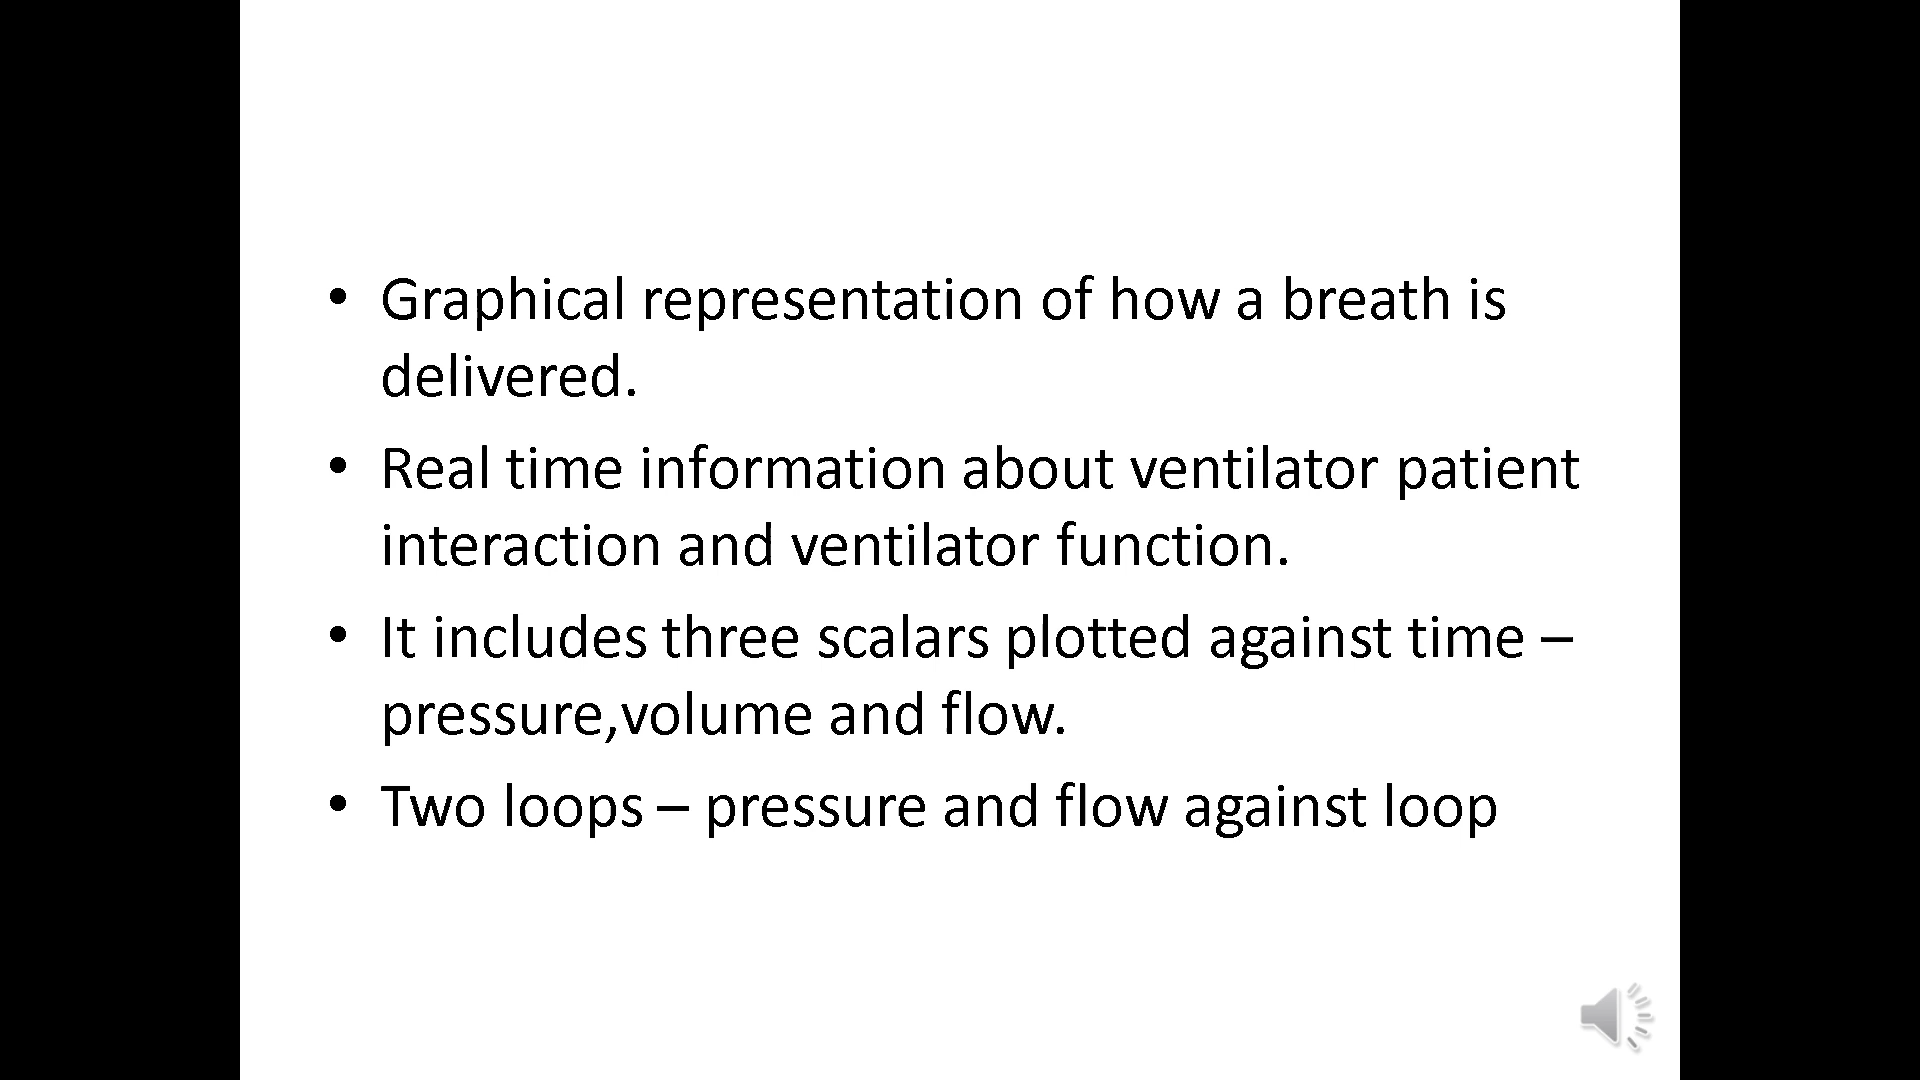 • Graphical representation of how a breath is
delivered.
• Real time information about ventilator patient
interaction and ventilator function.
• It includes three scalars plotted against time –
pressure,volume and flow.
• Two loops – pressure and flow against loop